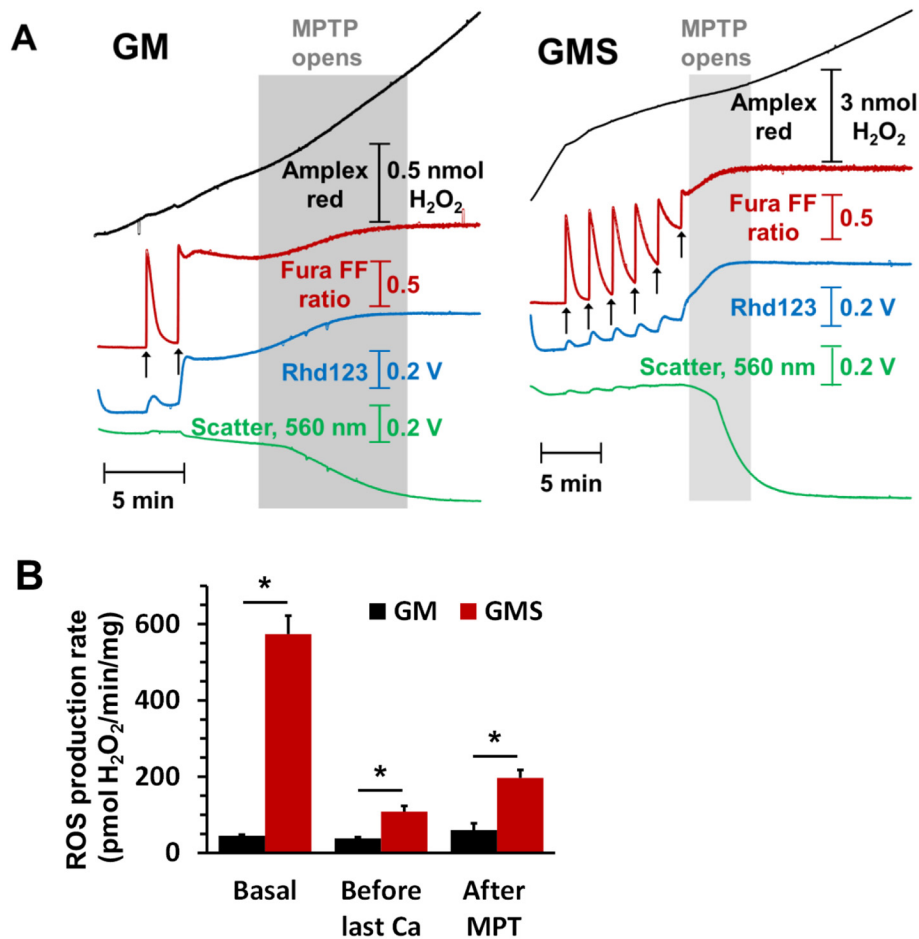 A
GM
MPTP
opens
Amplex
red
0.5 nmol
H₂O₂
Fura FF
ratio
0.5
Rhd123
0.2 V
Scatter, 560 nm
0.2 V
5 min
GMS
MPTP
opens
Amplex
red
3 nmol
H₂O₂
Fura FF
ratio
0.5
Rhd123
0.2 V
Scatter, 560 nm
0.2 V
5 min
B
ROS production rate
(pmol H₂O₂/min/mg)
600
400
200
0
*
*
*
GM
GMS
Basal
Before
last Ca
After
MPT